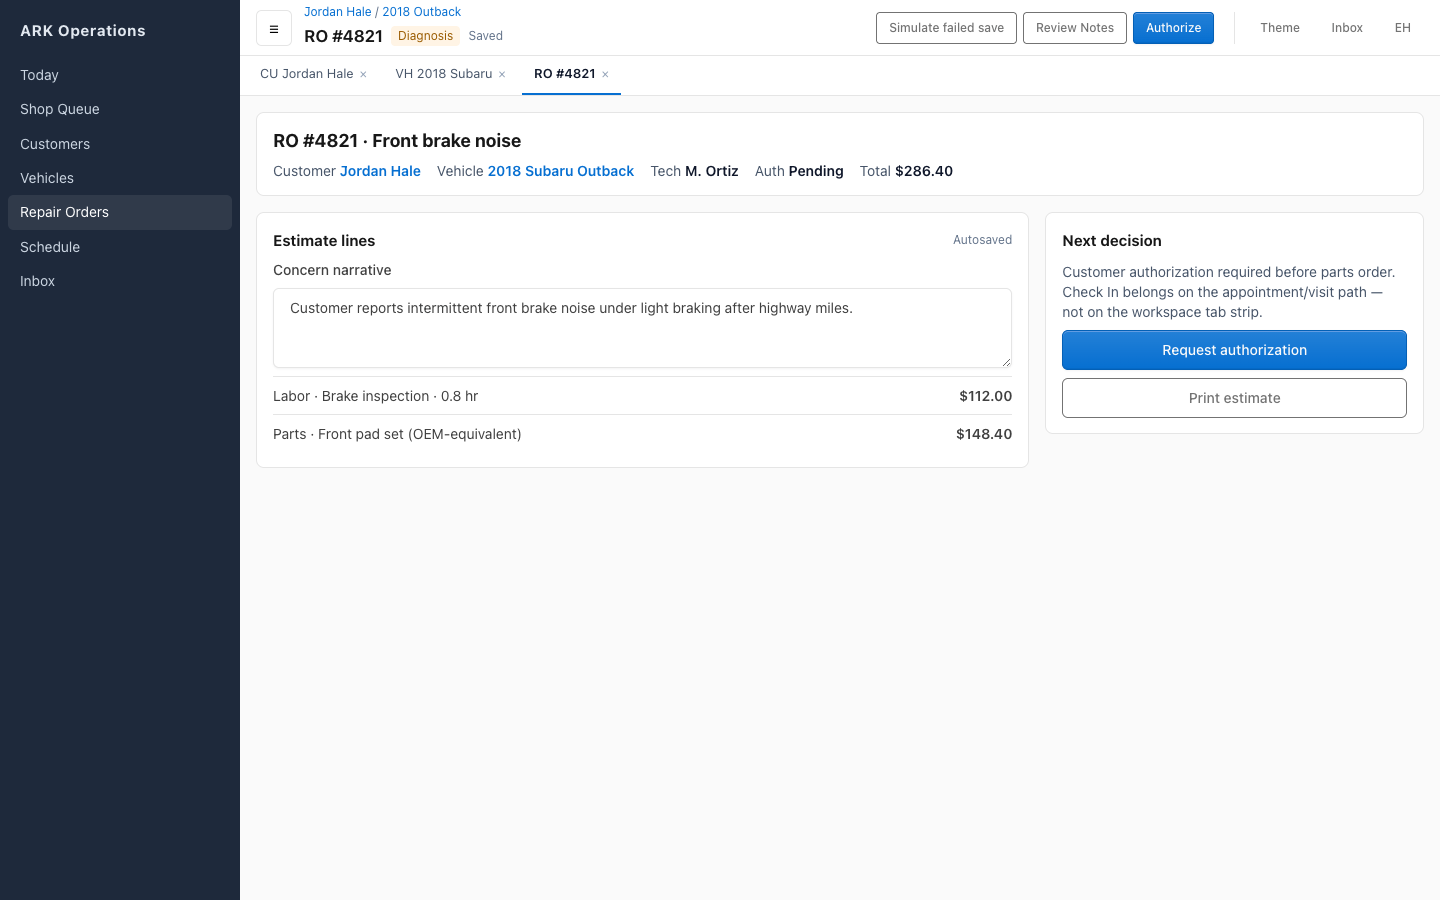 ARK Operations
Today
Shop Queue
Customers
Vehicles
Repair Orders
Schedule
Inbox
≡
Jordan Hale / 2018 Outback
RO #4821 Diagnosis Saved
Simulate failed save
Review Notes
Authorize
Theme
Inbox
EH
CU Jordan Hale ×
VH 2018 Subaru ×
RO #4821 ×
RO #4821 · Front brake noise
Customer Jordan Hale Vehicle 2018 Subaru Outback Tech M. Ortiz Auth Pending Total $286.40
Estimate lines
Autosaved
Concern narrative
Customer reports intermittent front brake noise under light braking after highway miles.
Labor · Brake inspection · 0.8 hr $112.00
Parts · Front pad set (OEM-equivalent) $148.40
Next decision
Customer authorization required before parts order.
Check In belongs on the appointment/visit path —
not on the workspace tab strip.
Request authorization
Print estimate